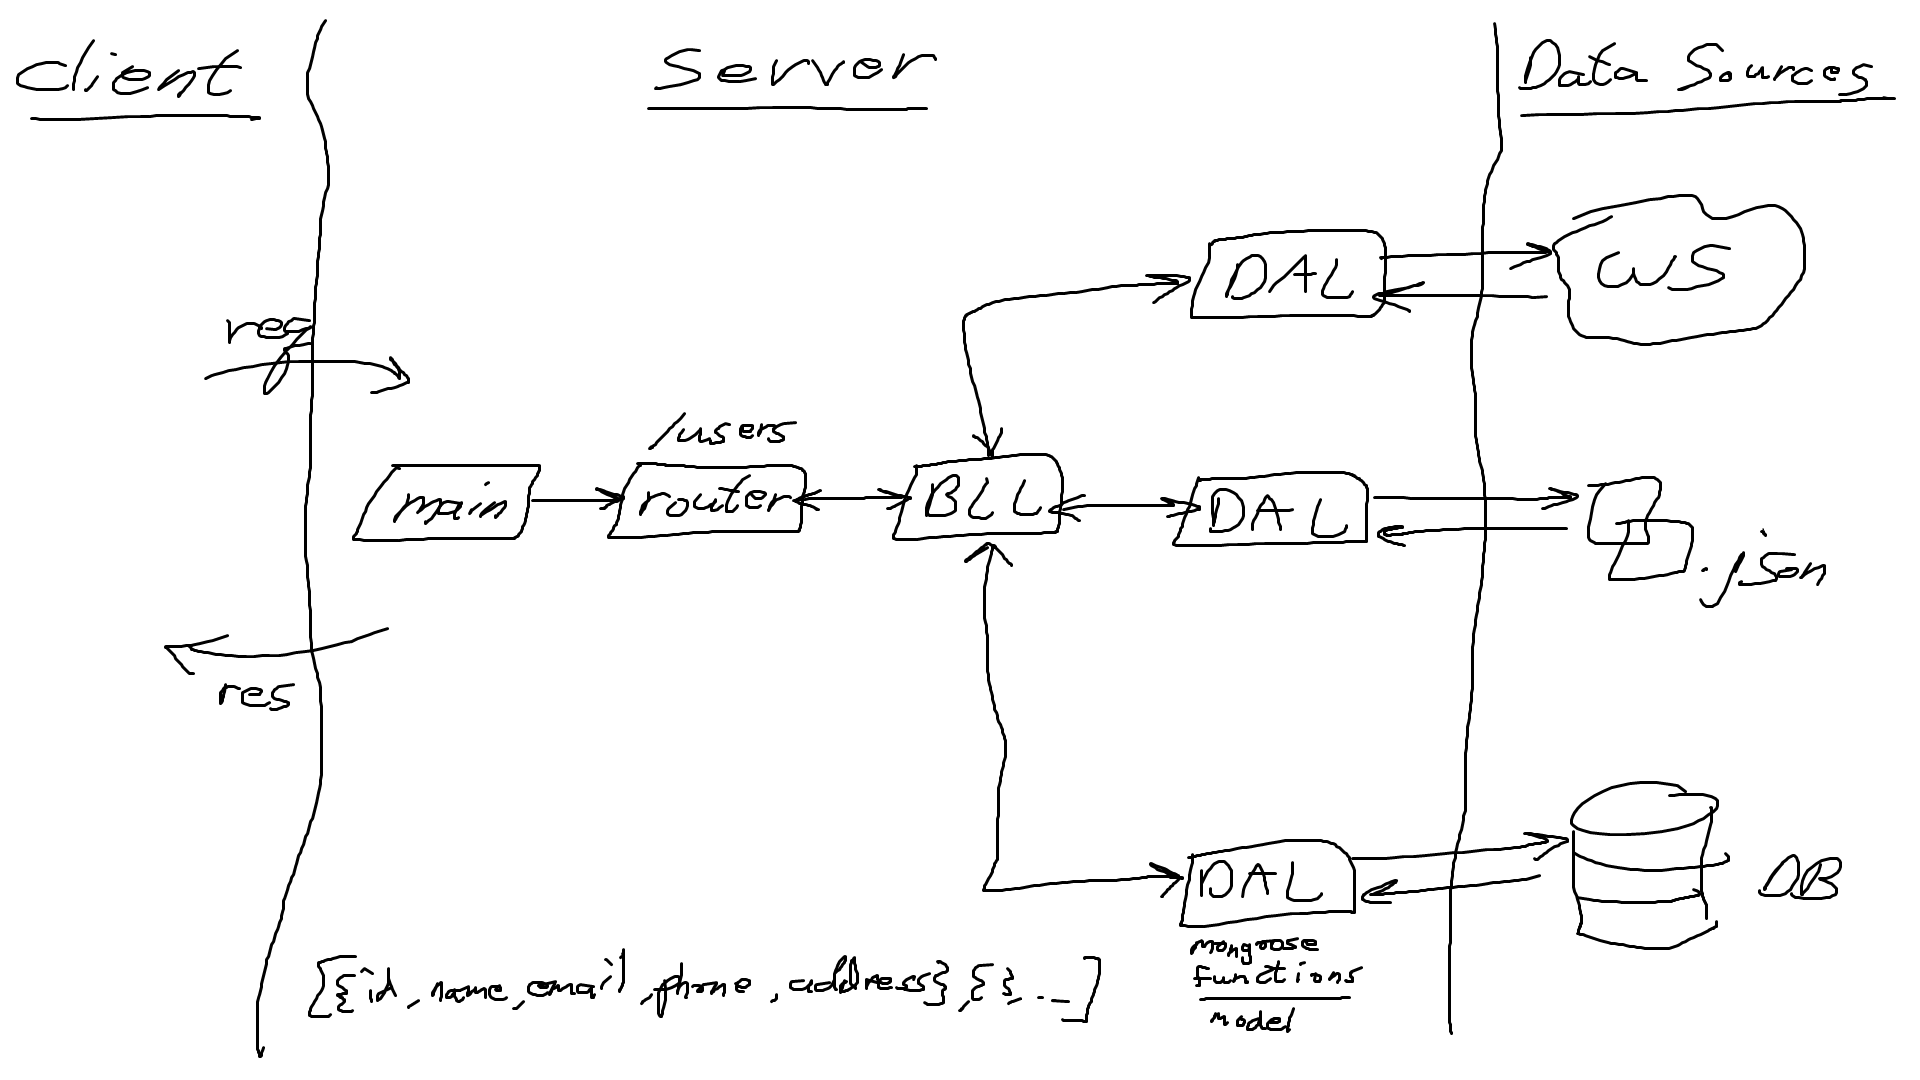 Client
Server
Data Sources
req
DAL
WS
/users
main
router
BLL
DAL
.json
res
DAL
DB
mongoose
functions
model
[{id, name, email, phone, address}, { }, ...]